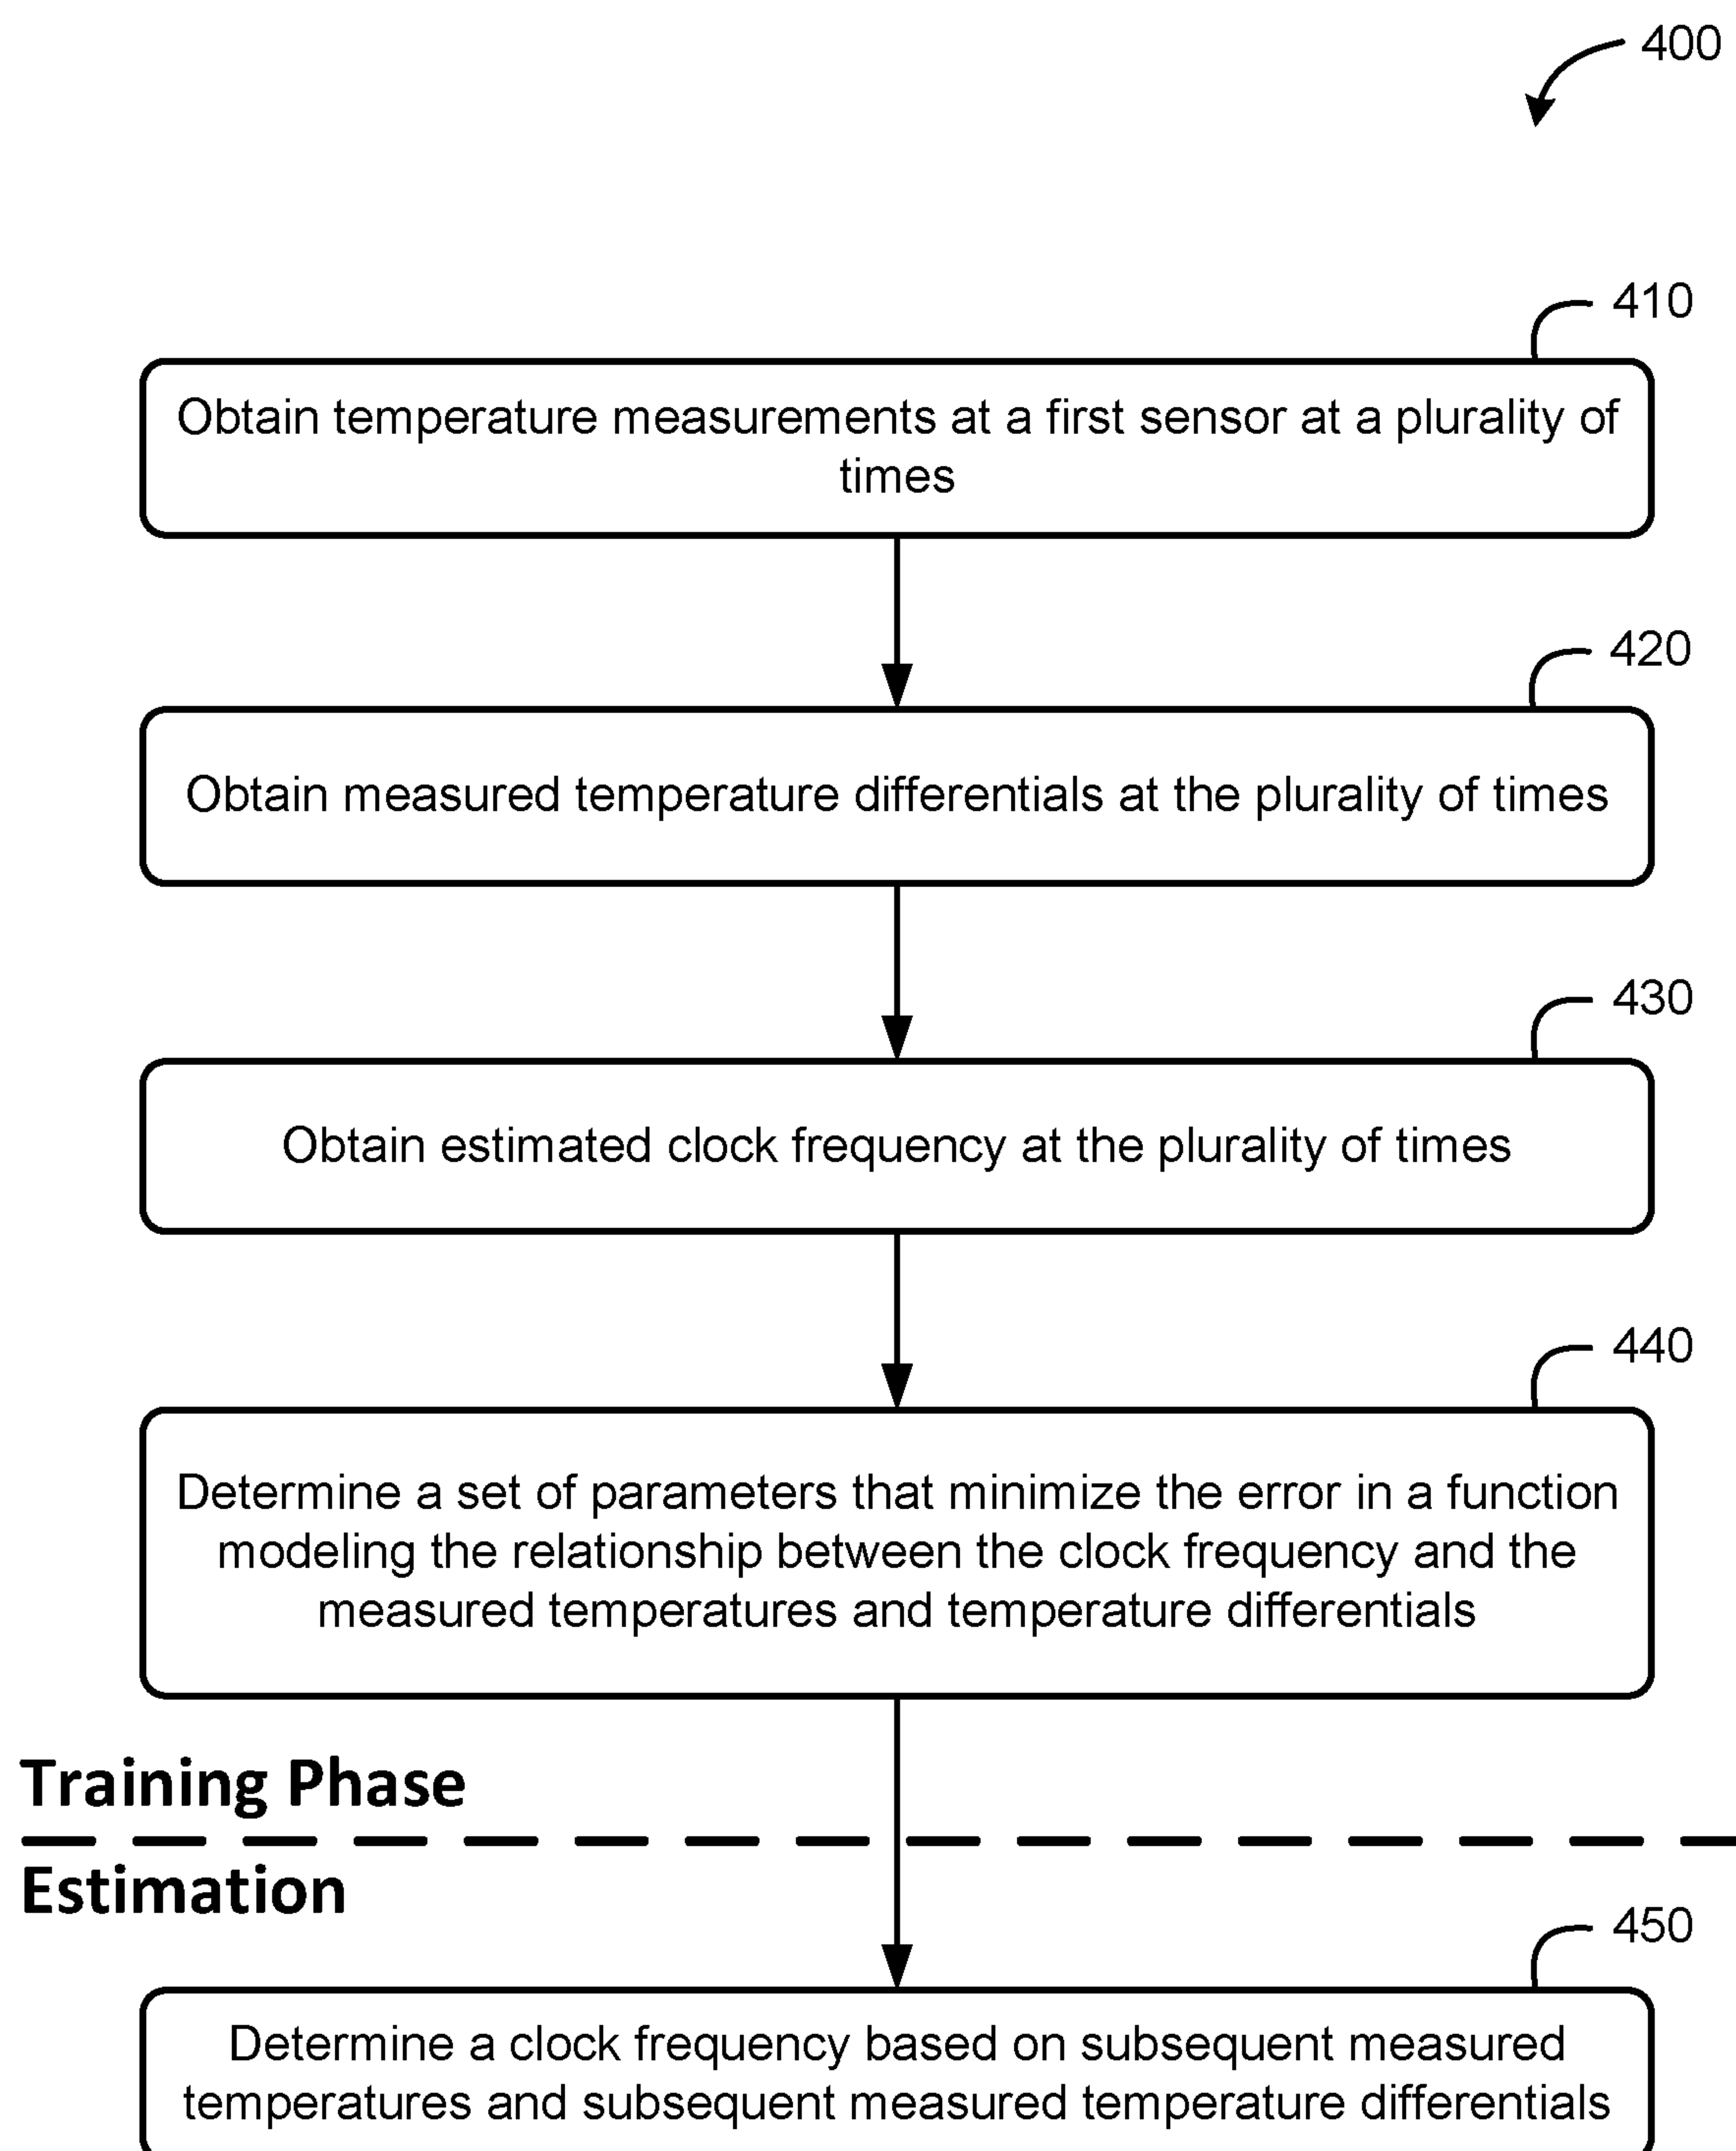 400
410
Obtain temperature measurements at a first sensor at a plurality of
times
420
Obtain measured temperature differentials at the plurality of times
430
Obtain estimated clock frequency at the plurality of times
440
Determine a set of parameters that minimize the error in a function
modeling the relationship between the clock frequency and the
measured temperatures and temperature differentials
Training Phase
Estimation
450
Determine a clock frequency based on subsequent measured
temperatures and subsequent measured temperature differentials